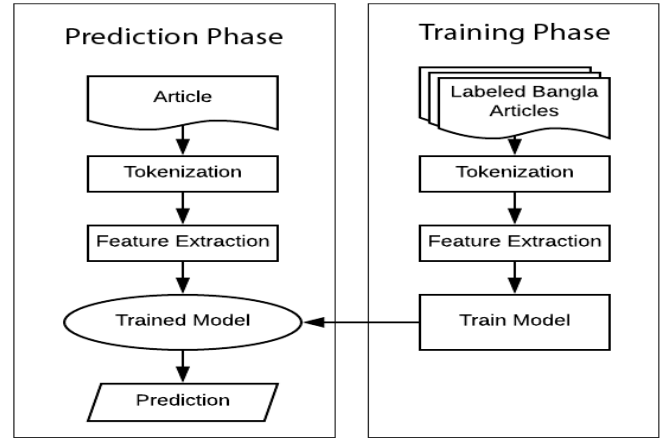 Prediction Phase
Article
Tokenization
Feature Extraction
Trained Model
Prediction
Training Phase
Labeled Bangla
Articles
Tokenization
Feature Extraction
Train Model